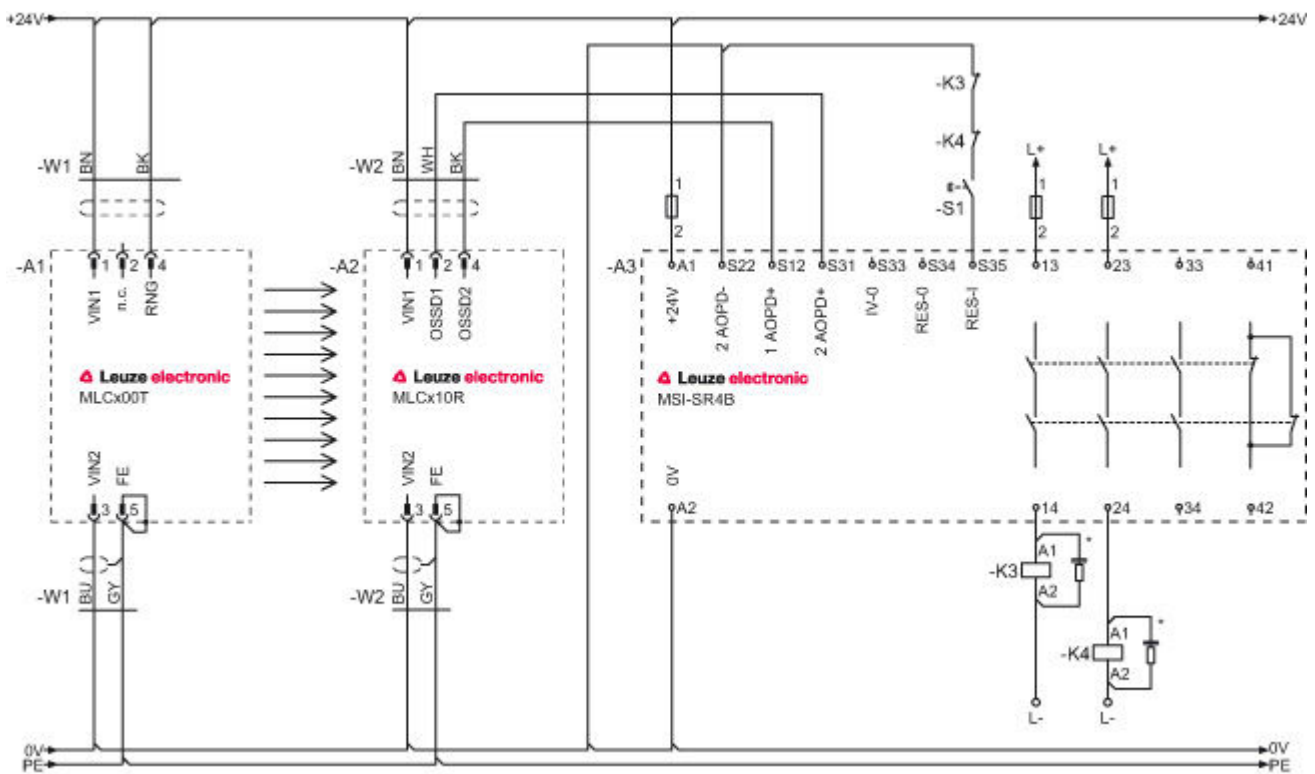 +24V +24V
-K3
-K4
L+ L+
-W1 BN BK -W2 BN WH BK
1 1 1
-S1
2 2 2
-A1 1 2 4 -A2 1 2 4 -A3 A1 S22 S12 S31 S33 S34 S35 13 23 33 41
VIN1 n.c. RNG VIN1 OSSD1 OSSD2 +24V 2 AOPD- 1 AOPD+ 2 AOPD+ IV-0 RES-0 RES-I
Leuze electronic Leuze electronic Leuze electronic
MLCx00T MLCx10R MSI-SR4B
VIN2 FE VIN2 FE 0V
3 5 3 5 A2 14 24 34 42
A1 *
-K3
A2
-W1 BU GY -W2 BU GY
A1 *
-K4
A2
L- L-
0V 0V
PE PE